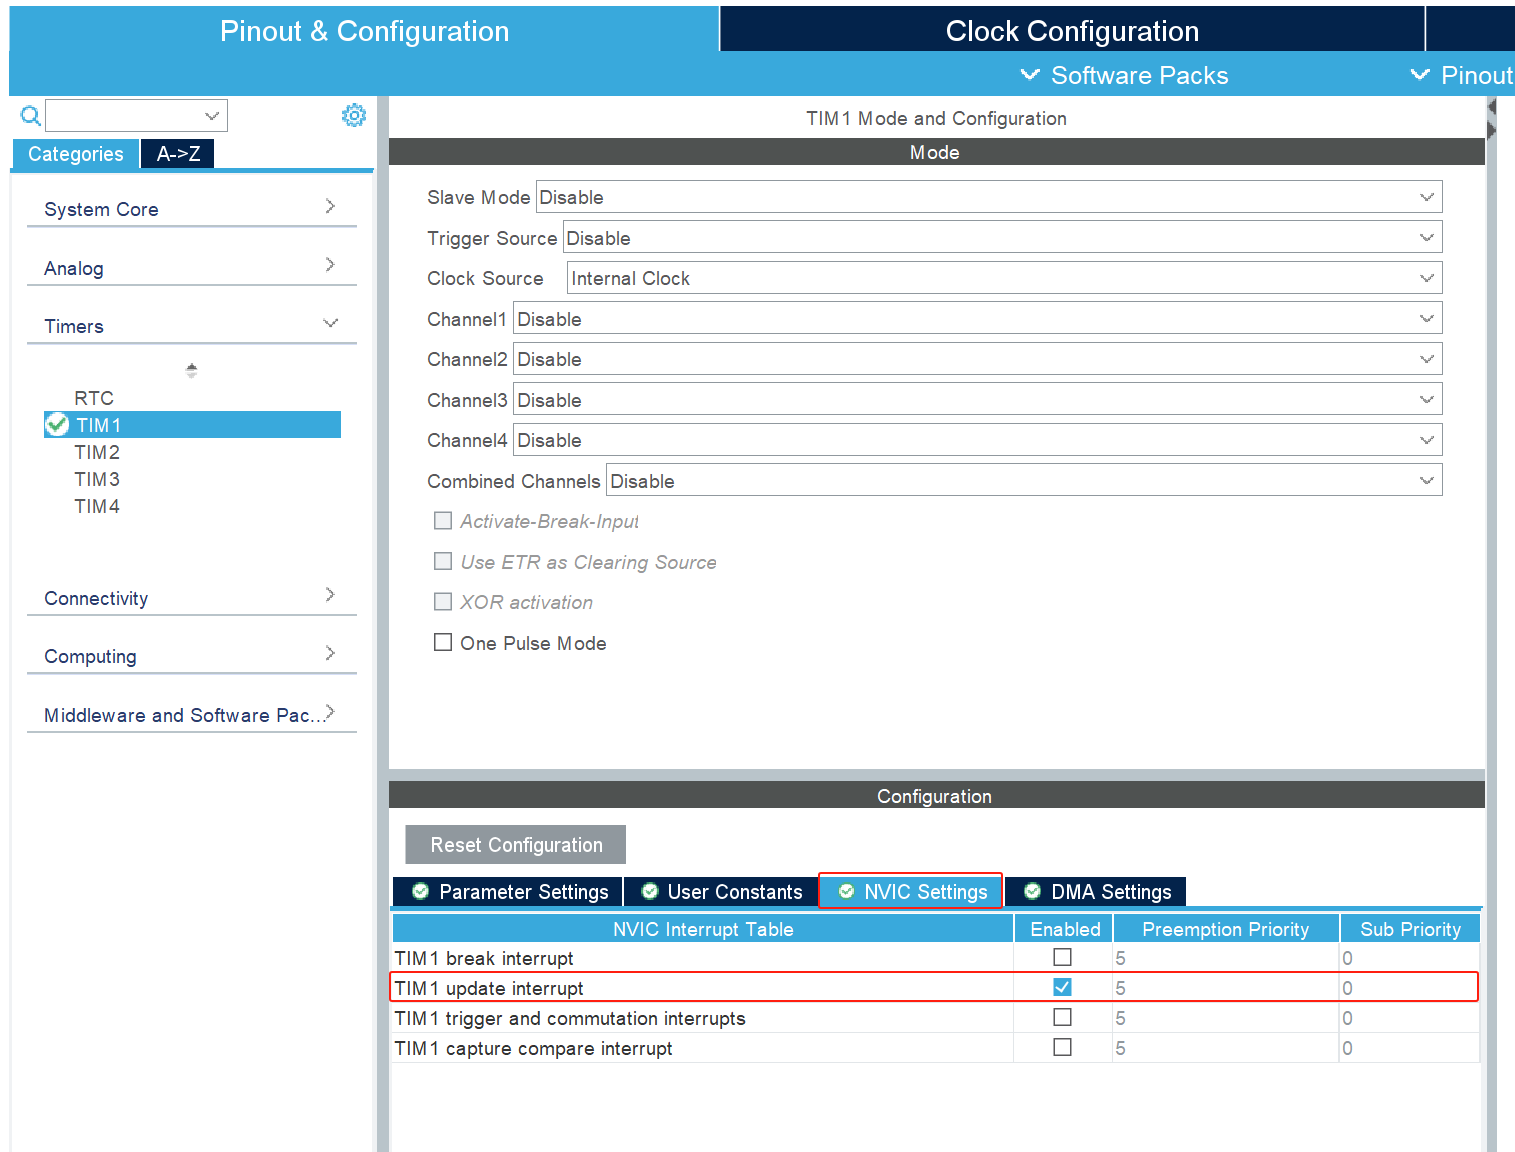 Pinout & Configuration
Clock Configuration
Software Packs
Pinout
Categories
A->Z
System Core
Analog
Timers
RTC
TIM1
TIM2
TIM3
TIM4
Connectivity
Computing
Middleware and Software Pac...
TIM1 Mode and Configuration
Mode
Slave Mode Disable
Trigger Source Disable
Clock Source Internal Clock
Channel1 Disable
Channel2 Disable
Channel3 Disable
Channel4 Disable
Combined Channels Disable
Activate-Break-Input
Use ETR as Clearing Source
XOR activation
One Pulse Mode
Configuration
Reset Configuration
Parameter Settings
User Constants
NVIC Settings
DMA Settings
NVIC Interrupt Table Enabled Preemption Priority Sub Priority
TIM1 break interrupt 5 0
TIM1 update interrupt 5 0
TIM1 trigger and commutation interrupts 5 0
TIM1 capture compare interrupt 5 0